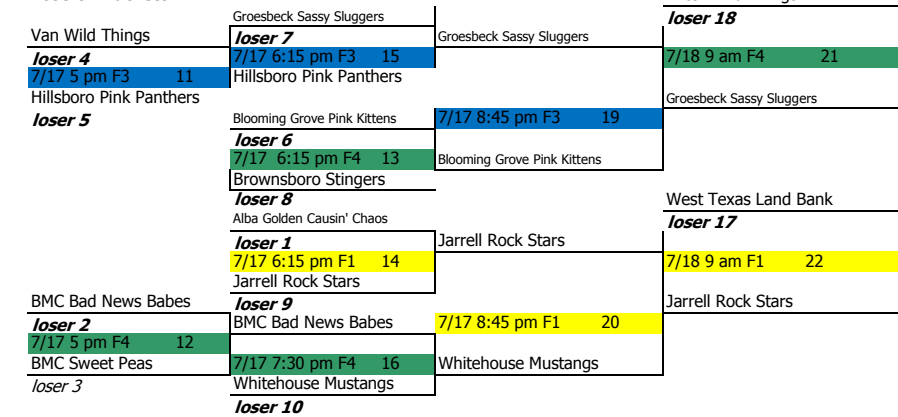 Groesbeck Sassy Sluggers
loser 18
Van Wild Things
loser 7
Groesbeck Sassy Sluggers
loser 4
7/17 6:15 pm F3 15
7/18 9 am F4 21
7/17 5 pm F3 11
Hillsboro Pink Panthers
Hillsboro Pink Panthers
Groesbeck Sassy Sluggers
loser 5
Blooming Grove Pink Kittens
7/17 8:45 pm F3 19
loser 6
7/17 6:15 pm F4 13
Blooming Grove Pink Kittens
Brownsboro Stingers
loser 8
West Texas Land Bank
Alba Golden Causin' Chaos
loser 17
loser 1
Jarrell Rock Stars
7/17 6:15 pm F1 14
7/18 9 am F1 22
Jarrell Rock Stars
BMC Bad News Babes
loser 9
Jarrell Rock Stars
loser 2
BMC Bad News Babes
7/17 8:45 pm F1 20
7/17 5 pm F4 12
BMC Sweet Peas
7/17 7:30 pm F4 16
Whitehouse Mustangs
loser 3
Whitehouse Mustangs
loser 10